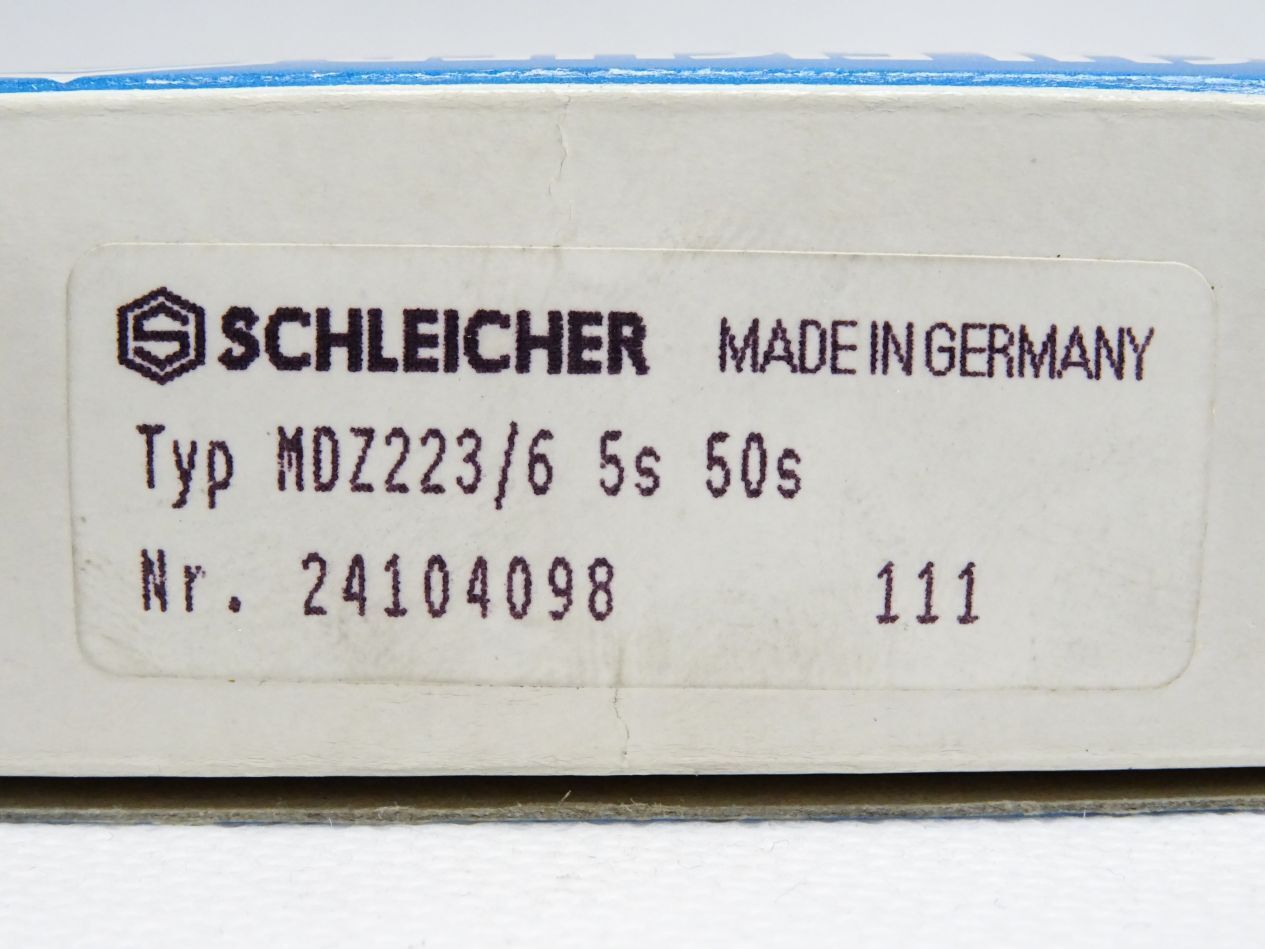 SCHLEICHER MADE IN GERMANY
Typ MDZ223/6 5s 50s
Nr. 24104098 111